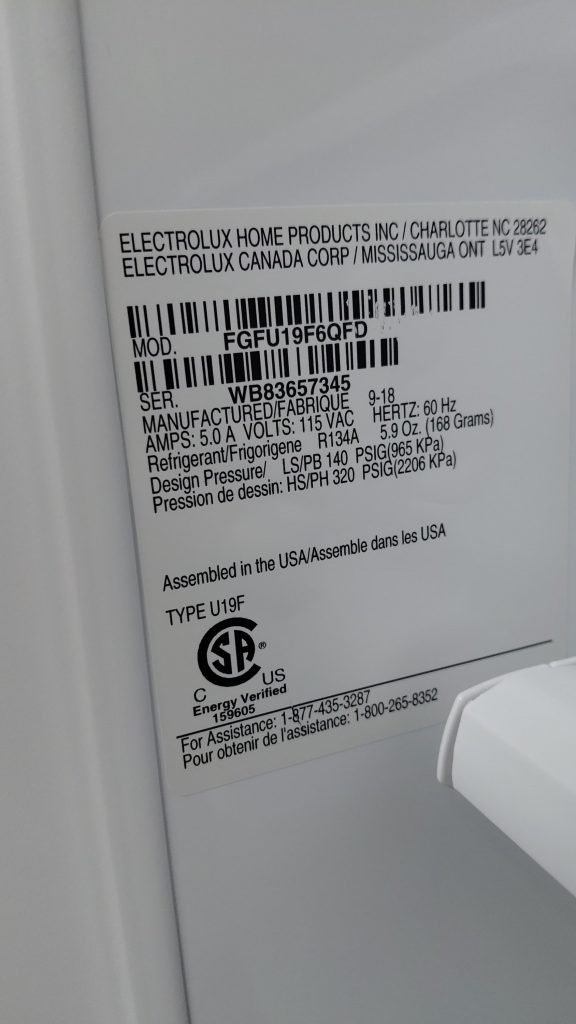 ELECTROLUX HOME PRODUCTS INC / CHARLOTTE NC 28262
ELECTROLUX CANADA CORP / MISSISSAUGA ONT L5V 3E4
MOD. FGFU19F6QFD
SER. WB83657345
MANUFACTURED/FABRIQUE 9-18
AMPS: 5.0 A VOLTS: 115 VAC HERTZ: 60 Hz
Refrigerant/Frigorigene R134A 5.9 Oz. (168 Grams)
Design Pressure/ LS/PB 140 PSIG(965 KPa)
Pression de dessin: HS/PH 320 PSIG(2206 KPa)
Assembled in the USA/Assemble dans les USA
TYPE U19F
CSA®
C US
Energy Verified
159605
For Assistance: 1-877-435-3287
Pour obtenir de l'assistance: 1-800-265-8352